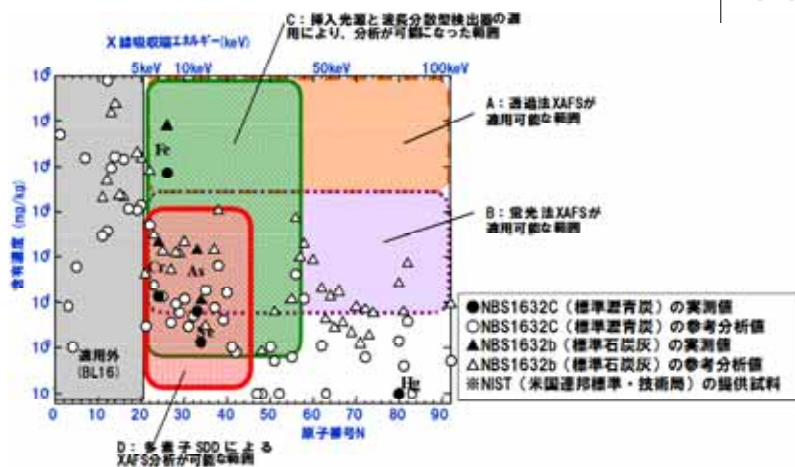 C：挿入光源と波長分散型検出器の適
用により，分析が可能になった範囲
X線吸収端エネルギー(keV)
5keV 10keV 50keV 100keV
A：透過法XAFSが
適用可能な範囲
B：蛍光法XAFSが
適用可能な範囲
含有濃度 (mg/kg)
Fe
Cr
As
Se
Hg
適用外
(BL16)
●NBS1632C（標準瀝青炭）の実測値
○NBS1632C（標準瀝青炭）の参考分析値
▲NBS1632b（標準石炭灰）の実測値
△NBS1632b（標準石炭灰）の参考分析値
※NIST（米国連邦標準・技術局）の提供試料
0 10 20 30 40 50 60 70 80 90
原子番号N
D：多素子SDDによる
XAFS分析が可能な範囲